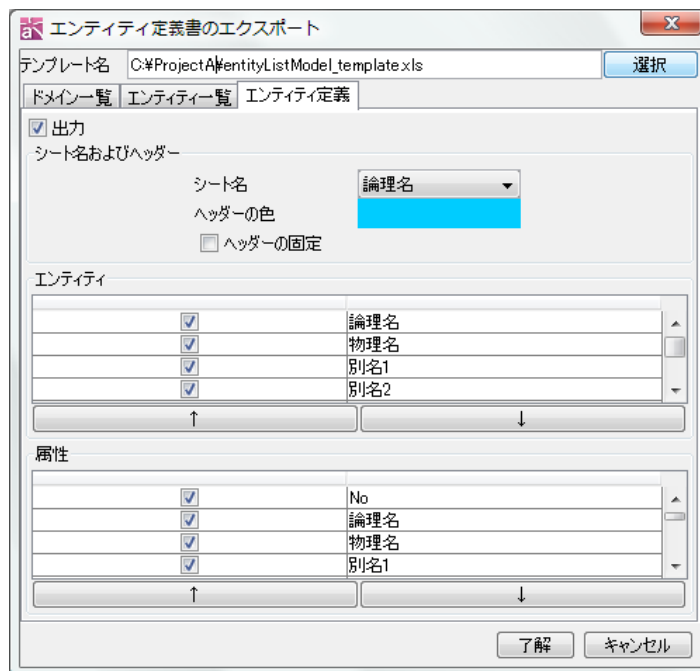 エンティティ定義書のエクスポート
テンプレート名 C:¥ProjectA¥entityListModel_template.xls 選択
ドメイン一覧 エンティティ一覧 エンティティ定義
出力
シート名およびヘッダー
シート名 論理名
ヘッダーの色
ヘッダーの固定
エンティティ
論理名
物理名
別名1
別名2
↑ ↓
属性
No
論理名
物理名
別名1
↑ ↓
了解 キャンセル